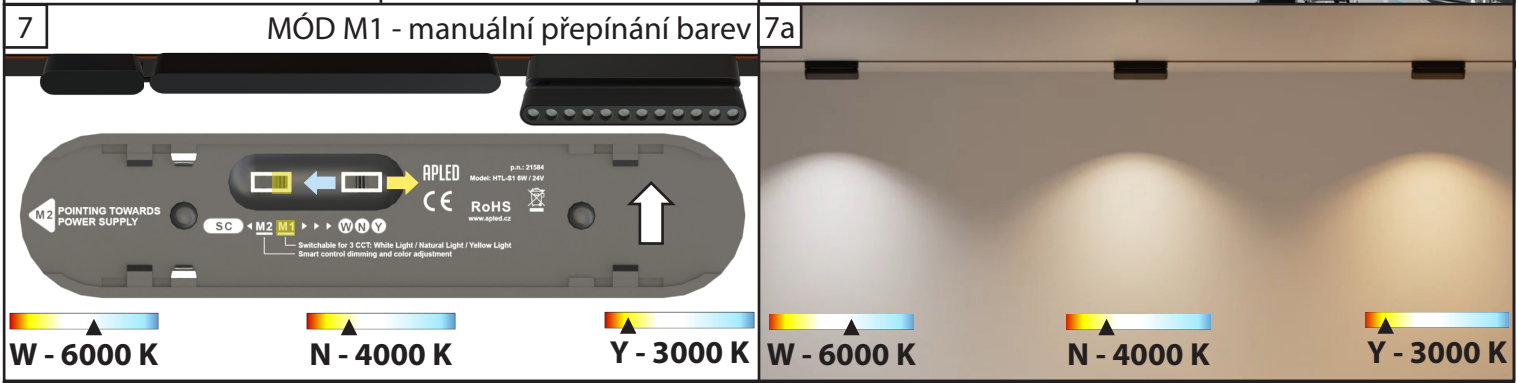 7
MÓD M1 - manuální přepínání barev
7a
APLED
p.n.: 21584
Model: HTL-S1 6W / 24V
CE
RoHS
www.apled.cz
M2 POINTING TOWARDS
POWER SUPPLY
SC M2 M1 W N Y
Switchable for 3 CCT: White Light / Natural Light / Yellow Light
Smart control dimming and color adjustment
W - 6000 K
N - 4000 K
Y - 3000 K
W - 6000 K
N - 4000 K
Y - 3000 K